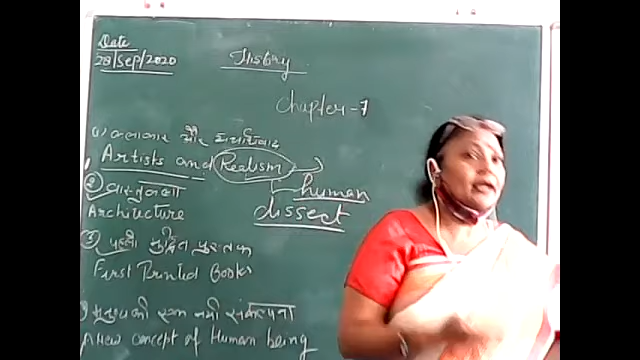 Date
28/Sep/2020
History
Chapter-7
कलाकार और यथार्थवाद
Artists and Realism
human
dissect
2) वास्तुकला
Architecture
3) पहली मुद्रित पुस्तक
First Printed Books
मनुष्य की एक नयी संकल्पना
A New concept of Human being